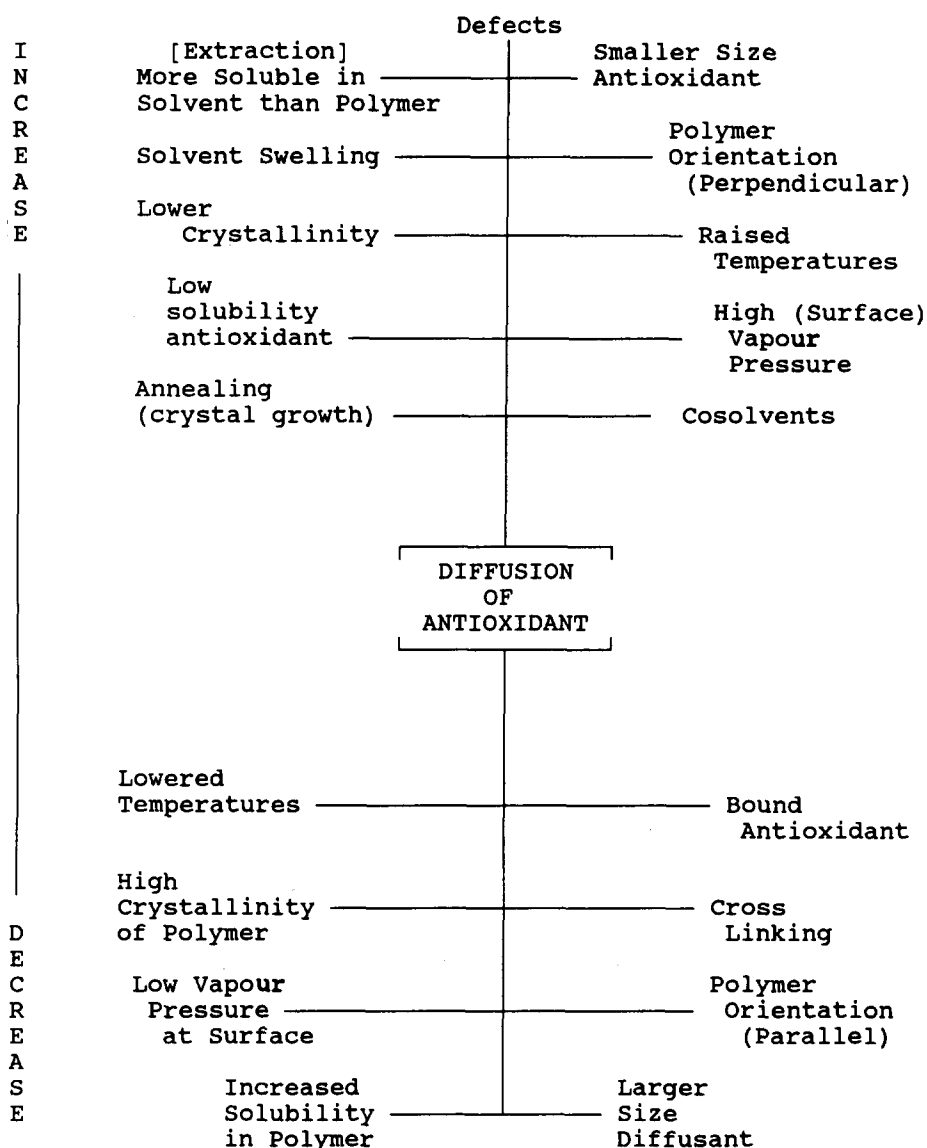 Defects
INCREASE
[Extraction]
More Soluble in
Solvent than Polymer
Smaller Size
Antioxidant
Solvent Swelling
Polymer
Orientation
(Perpendicular)
Lower
Crystallinity
Raised
Temperatures
Low
solubility
antioxidant
High (Surface)
Vapour
Pressure
Annealing
(crystal growth)
Cosolvents
DIFFUSION
OF
ANTIOXIDANT
Lowered
Temperatures
Bound
Antioxidant
High
Crystallinity
of Polymer
Cross
Linking
DECREASE
Low Vapour
Pressure
at Surface
Polymer
Orientation
(Parallel)
Increased
Solubility
in Polymer
Larger
Size
Diffusant